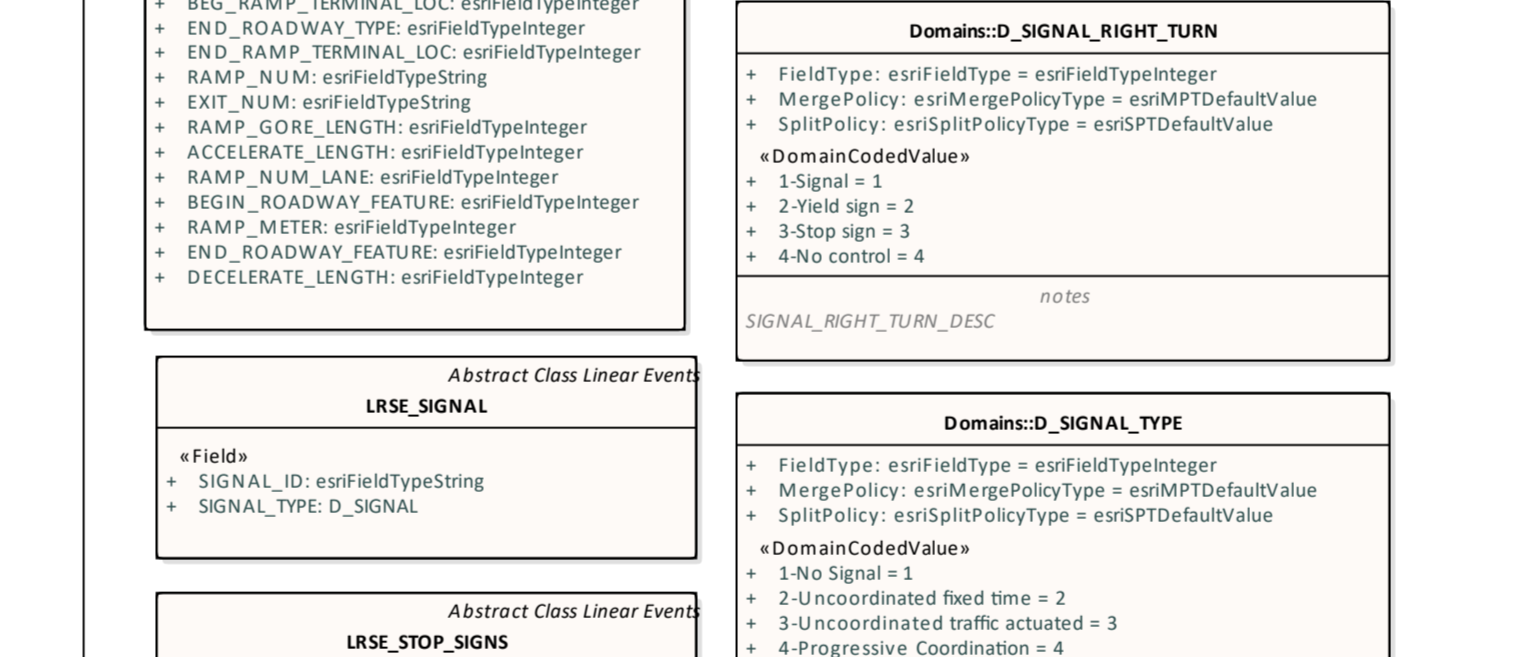 + BEG_RAMP_TERMINAL_LOC: esriFieldTypeInteger
+ END_ROADWAY_TYPE: esriFieldTypeInteger
+ END_RAMP_TERMINAL_LOC: esriFieldTypeInteger
+ RAMP_NUM: esriFieldTypeString
+ EXIT_NUM: esriFieldTypeString
+ RAMP_GORE_LENGTH: esriFieldTypeInteger
+ ACCELERATE_LENGTH: esriFieldTypeInteger
+ RAMP_NUM_LANE: esriFieldTypeInteger
+ BEGIN_ROADWAY_FEATURE: esriFieldTypeInteger
+ RAMP_METER: esriFieldTypeInteger
+ END_ROADWAY_FEATURE: esriFieldTypeInteger
+ DECELERATE_LENGTH: esriFieldTypeInteger
Abstract Class Linear Events
LRSE_SIGNAL
«Field»
+ SIGNAL_ID: esriFieldTypeString
+ SIGNAL_TYPE: D_SIGNAL
Abstract Class Linear Events
LRSE_STOP_SIGNS
Domains::D_SIGNAL_RIGHT_TURN
+ FieldType: esriFieldType = esriFieldTypeInteger
+ MergePolicy: esriMergePolicyType = esriMPTDefaultValue
+ SplitPolicy: esriSplitPolicyType = esriSPTDefaultValue
«DomainCodedValue»
+ 1-Signal = 1
+ 2-Yield sign = 2
+ 3-Stop sign = 3
+ 4-No control = 4
notes
SIGNAL_RIGHT_TURN_DESC
Domains::D_SIGNAL_TYPE
+ FieldType: esriFieldType = esriFieldTypeInteger
+ MergePolicy: esriMergePolicyType = esriMPTDefaultValue
+ SplitPolicy: esriSplitPolicyType = esriSPTDefaultValue
«DomainCodedValue»
+ 1-No Signal = 1
+ 2-Uncoordinated fixed time = 2
+ 3-Uncoordinated traffic actuated = 3
+ 4-Progressive Coordination = 4